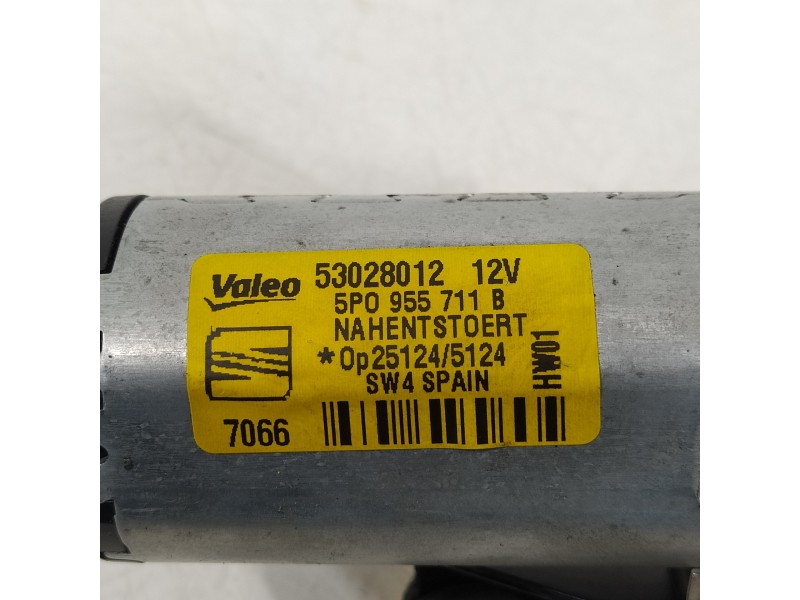 Valeo 53028012 12V
5P0 955 711 B
NAHENTSTOERT
*Op25124/5124
SW4 SPAIN
HW01
7066